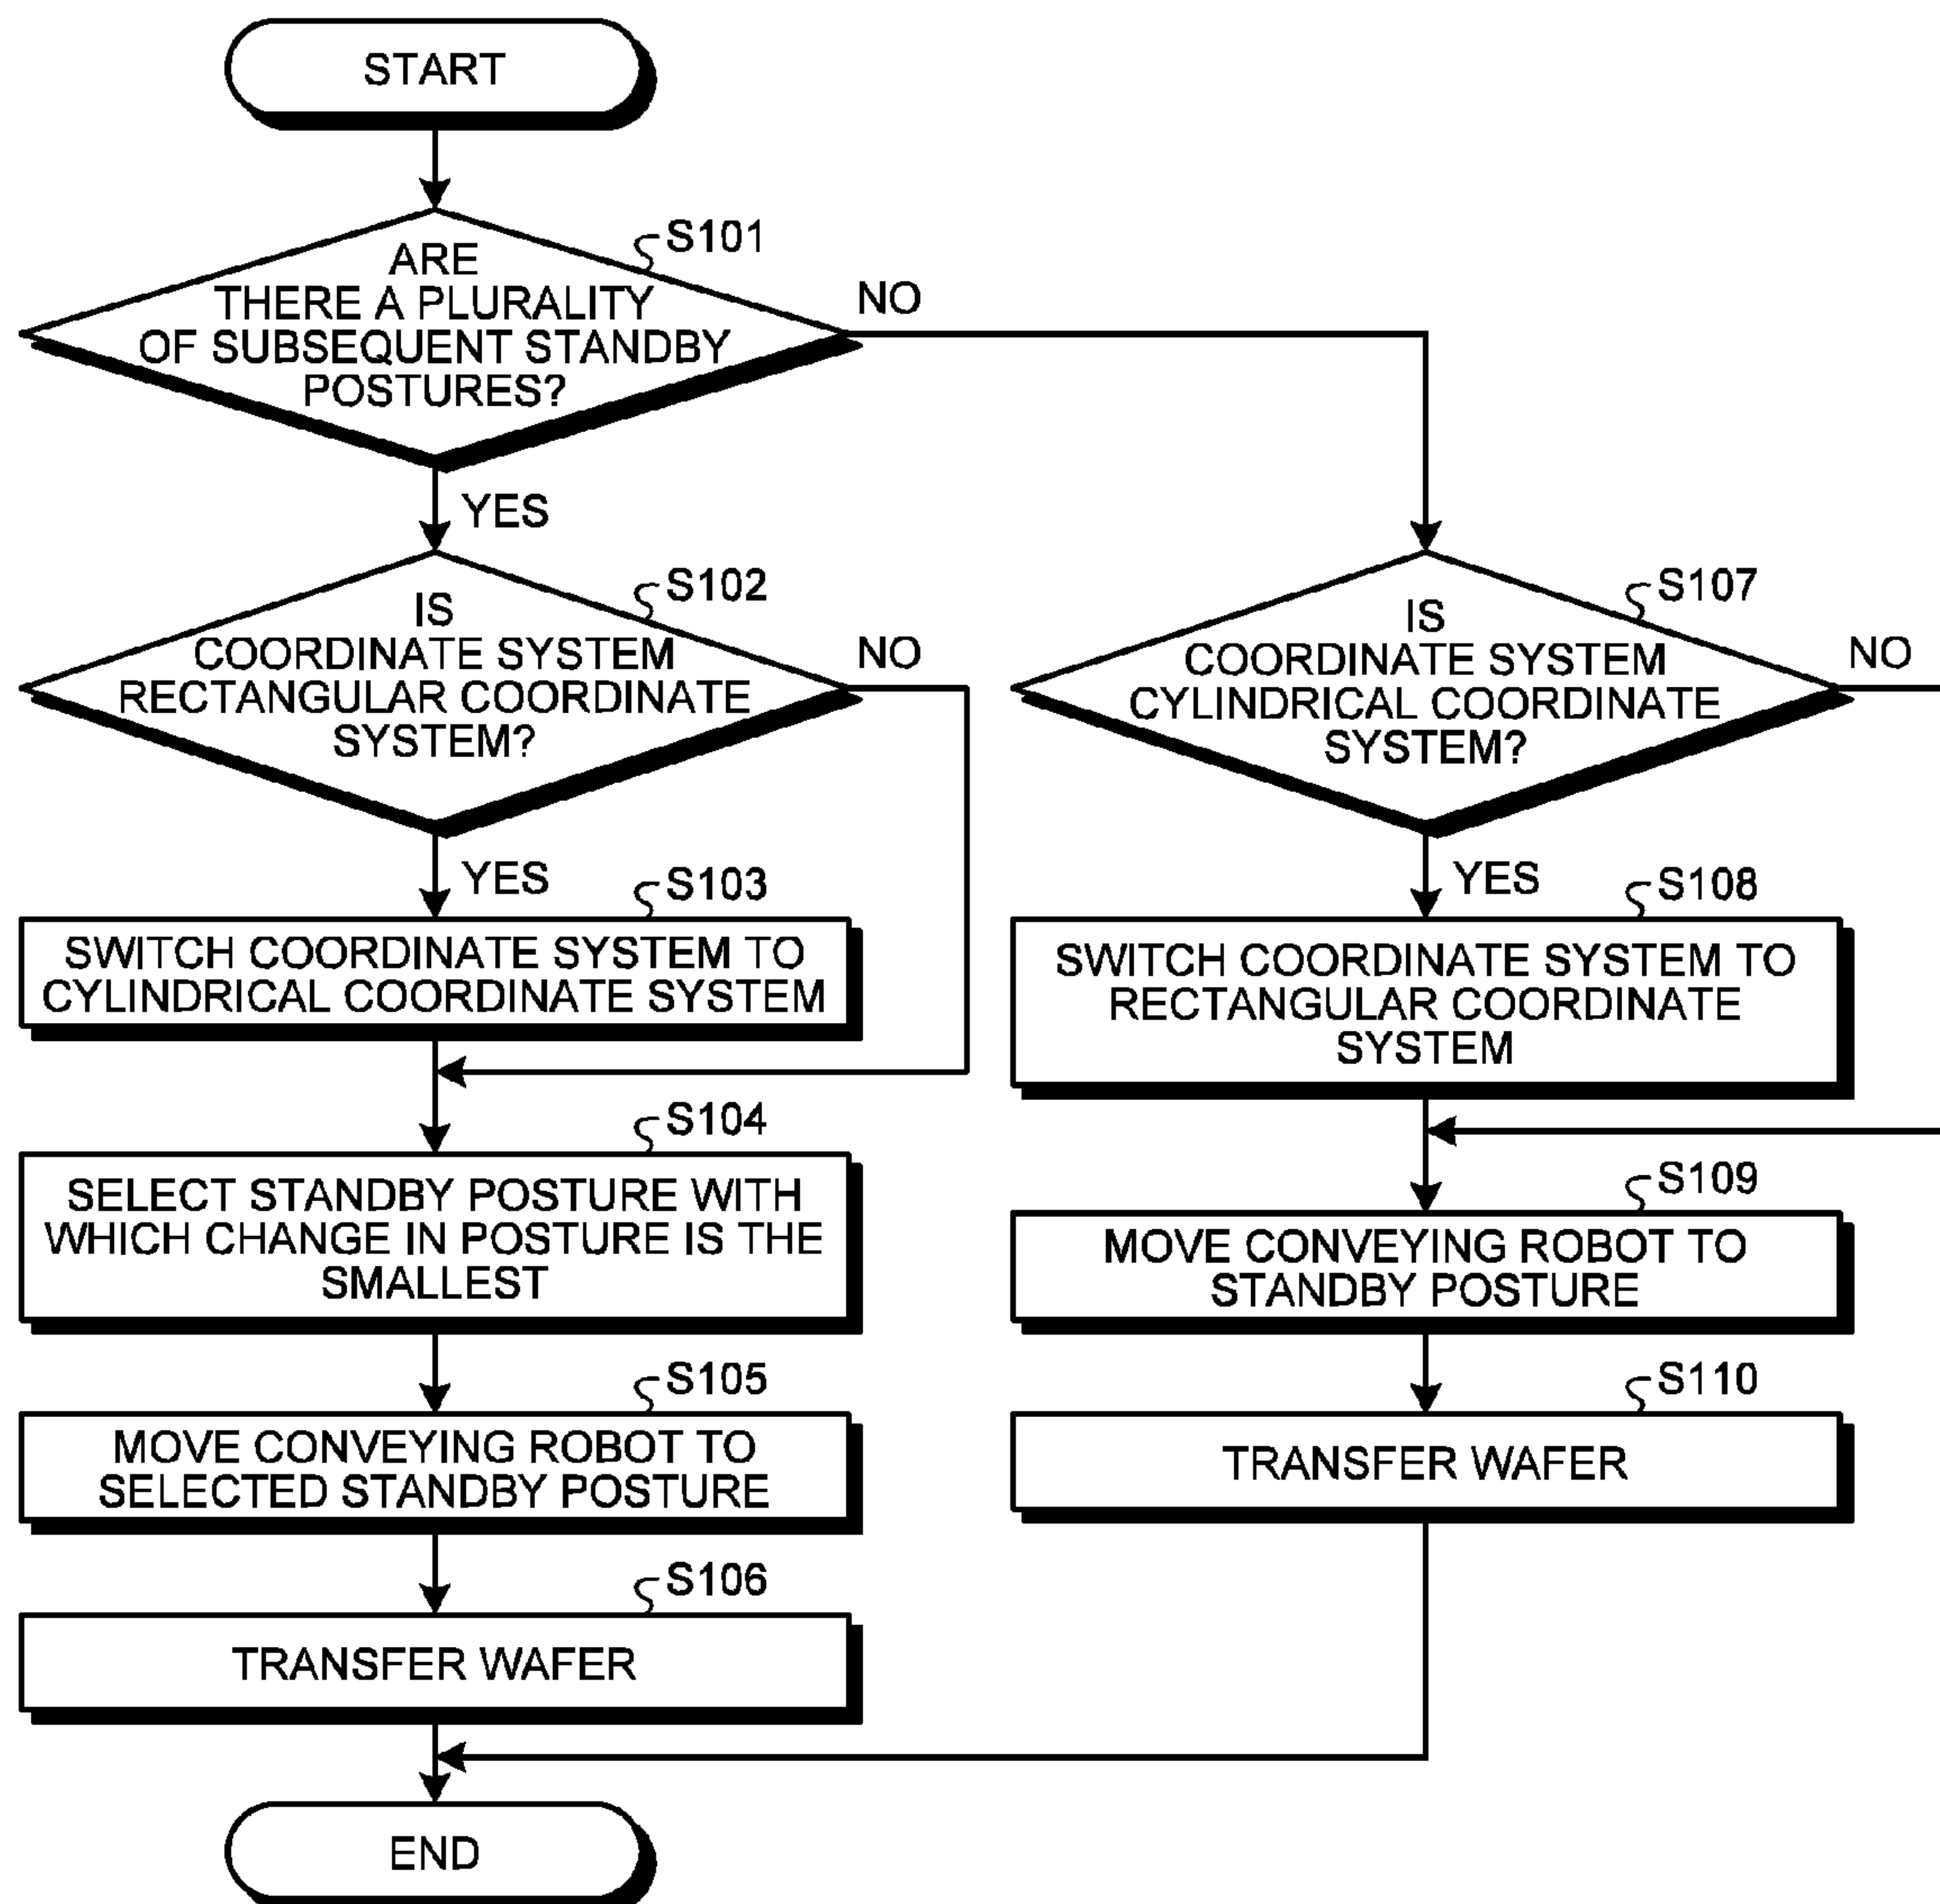 START
S101
ARE
THERE A PLURALITY
OF SUBSEQUENT STANDBY
POSTURES?
NO
YES
S102
IS
COORDINATE SYSTEM
RECTANGULAR COORDINATE
SYSTEM?
NO
YES
S103
SWITCH COORDINATE SYSTEM TO
CYLINDRICAL COORDINATE SYSTEM
S104
SELECT STANDBY POSTURE WITH
WHICH CHANGE IN POSTURE IS THE
SMALLEST
S105
MOVE CONVEYING ROBOT TO
SELECTED STANDBY POSTURE
S106
TRANSFER WAFER
S107
IS
COORDINATE SYSTEM
CYLINDRICAL COORDINATE
SYSTEM?
NO
YES
S108
SWITCH COORDINATE SYSTEM TO
RECTANGULAR COORDINATE
SYSTEM
S109
MOVE CONVEYING ROBOT TO
STANDBY POSTURE
S110
TRANSFER WAFER
END